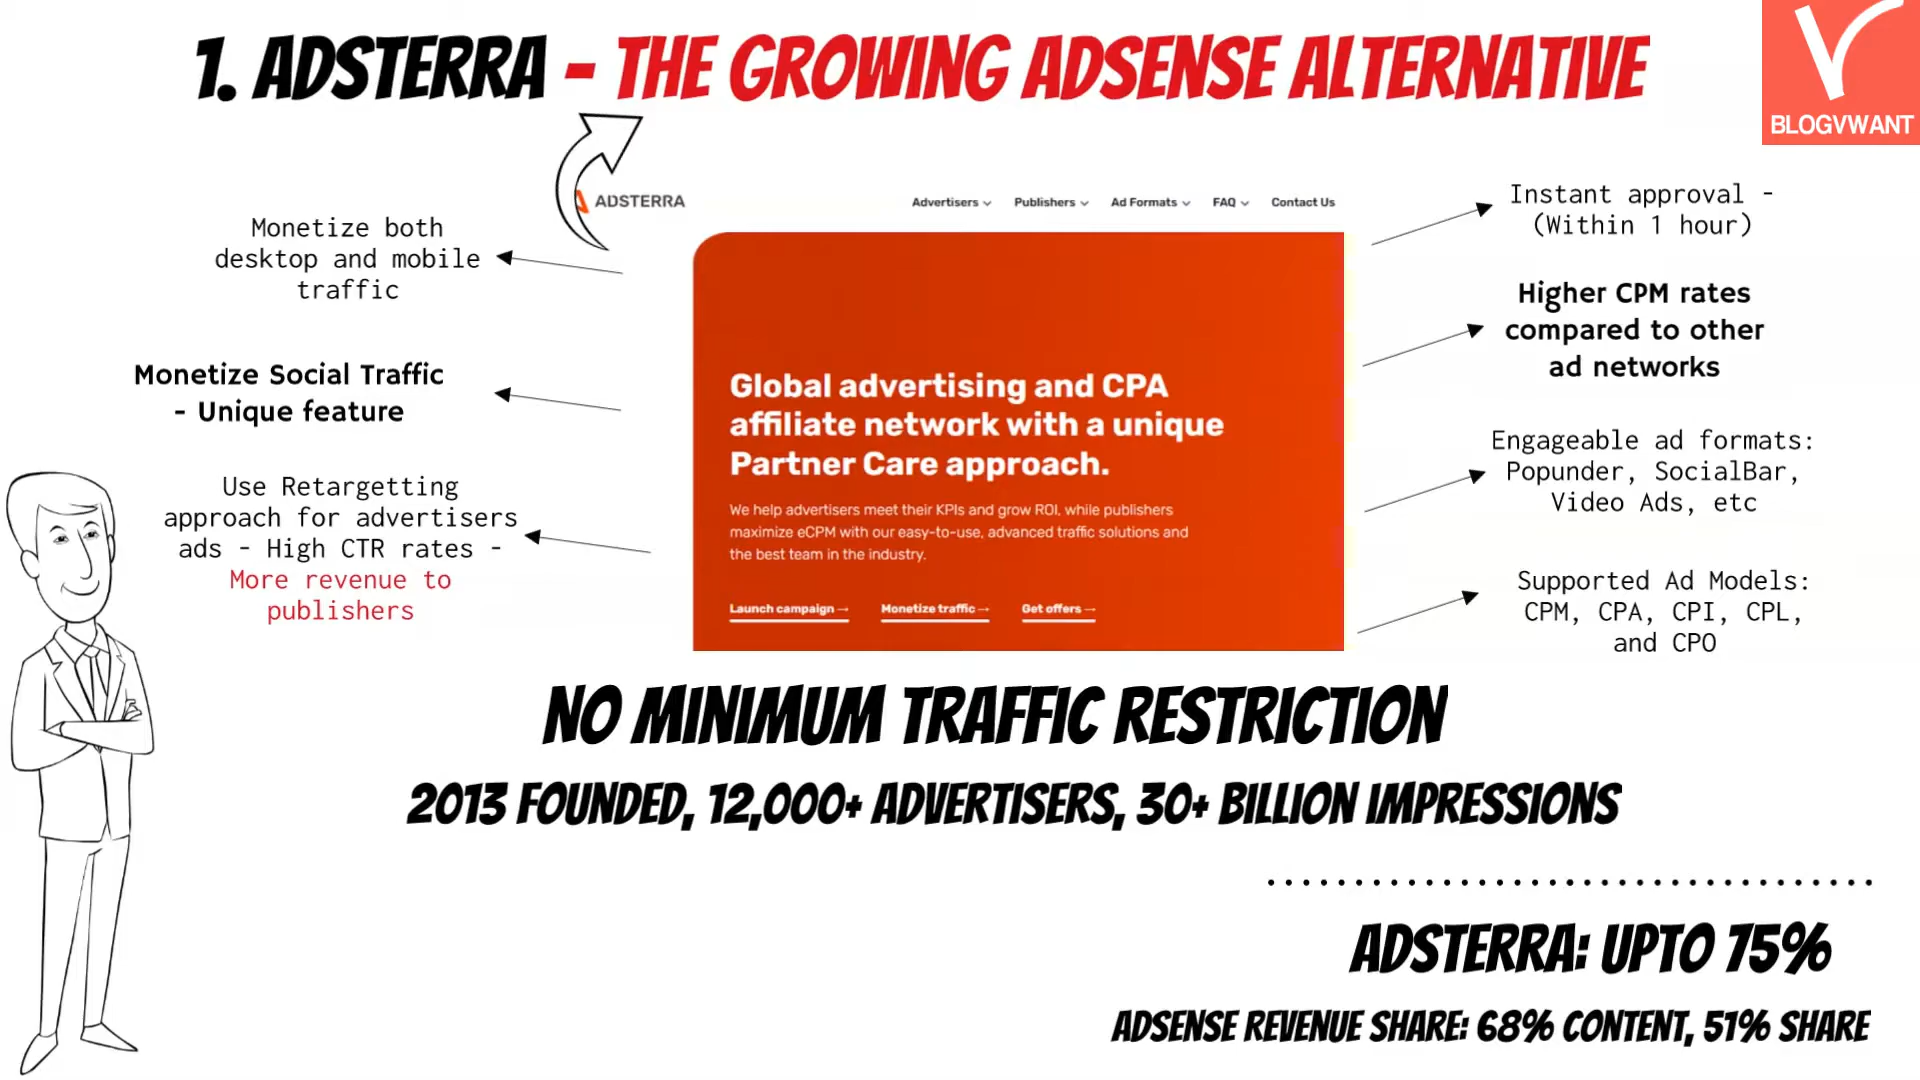 1. ADSTERRA - THE GROWING ADSENSE ALTERNATIVE
BLOGVWANT
ADSTERRA
Advertisers
Publishers
Ad Formats
FAQ
Contact Us
Monetize both
desktop and mobile
traffic
Monetize Social Traffic
- Unique feature
Use Retargetting
approach for advertisers
ads - High CTR rates -
More revenue to
publishers
Global advertising and CPA
affiliate network with a unique
Partner Care approach.
We help advertisers meet their KPIs and grow ROI, while publishers
maximize eCPM with our easy-to-use, advanced traffic solutions and
the best team in the industry.
Launch campaign →
Monetize traffic →
Get offers →
Instant approval -
(Within 1 hour)
Higher CPM rates
compared to other
ad networks
Engageable ad formats:
Popunder, SocialBar,
Video Ads, etc
Supported Ad Models:
CPM, CPA, CPI, CPL,
and CPO
NO MINIMUM TRAFFIC RESTRICTION
2013 FOUNDED, 12,000+ ADVERTISERS, 30+ BILLION IMPRESSIONS
ADSTERRA: UPTO 75%
ADSENSE REVENUE SHARE: 68% CONTENT, 51% SHARE